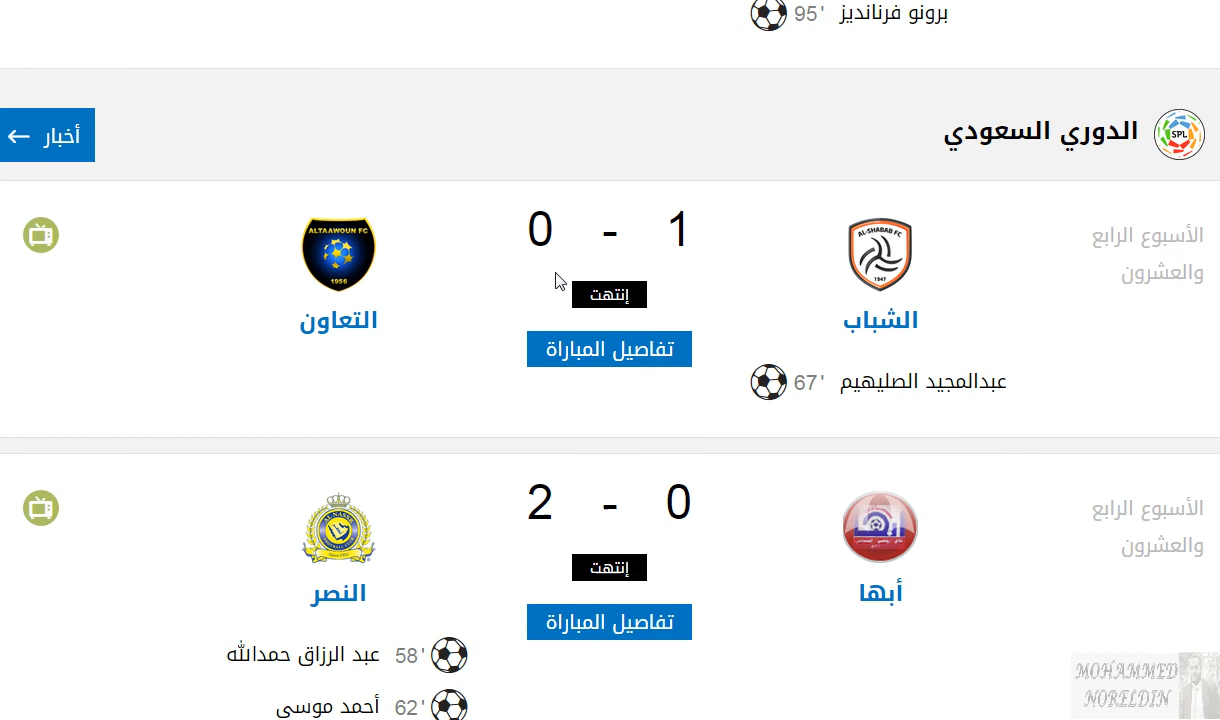 برونو فرنانديز 95'
الدوري السعودي
أخبار
SPL
الأسبوع الرابع
والعشرون
1 - 0
AL-SHABAB FC
1947
ALTAAWOUN FC
1956
إنتهت
الشباب
التعاون
تفاصيل المباراة
عبدالمجيد الصليهيم 67'
الأسبوع الرابع
والعشرون
0 - 2
إنتهت
أبها
النصر
تفاصيل المباراة
58' عبد الرزاق حمدالله
62' أحمد موسى
MOHAMMED
NORELDIN